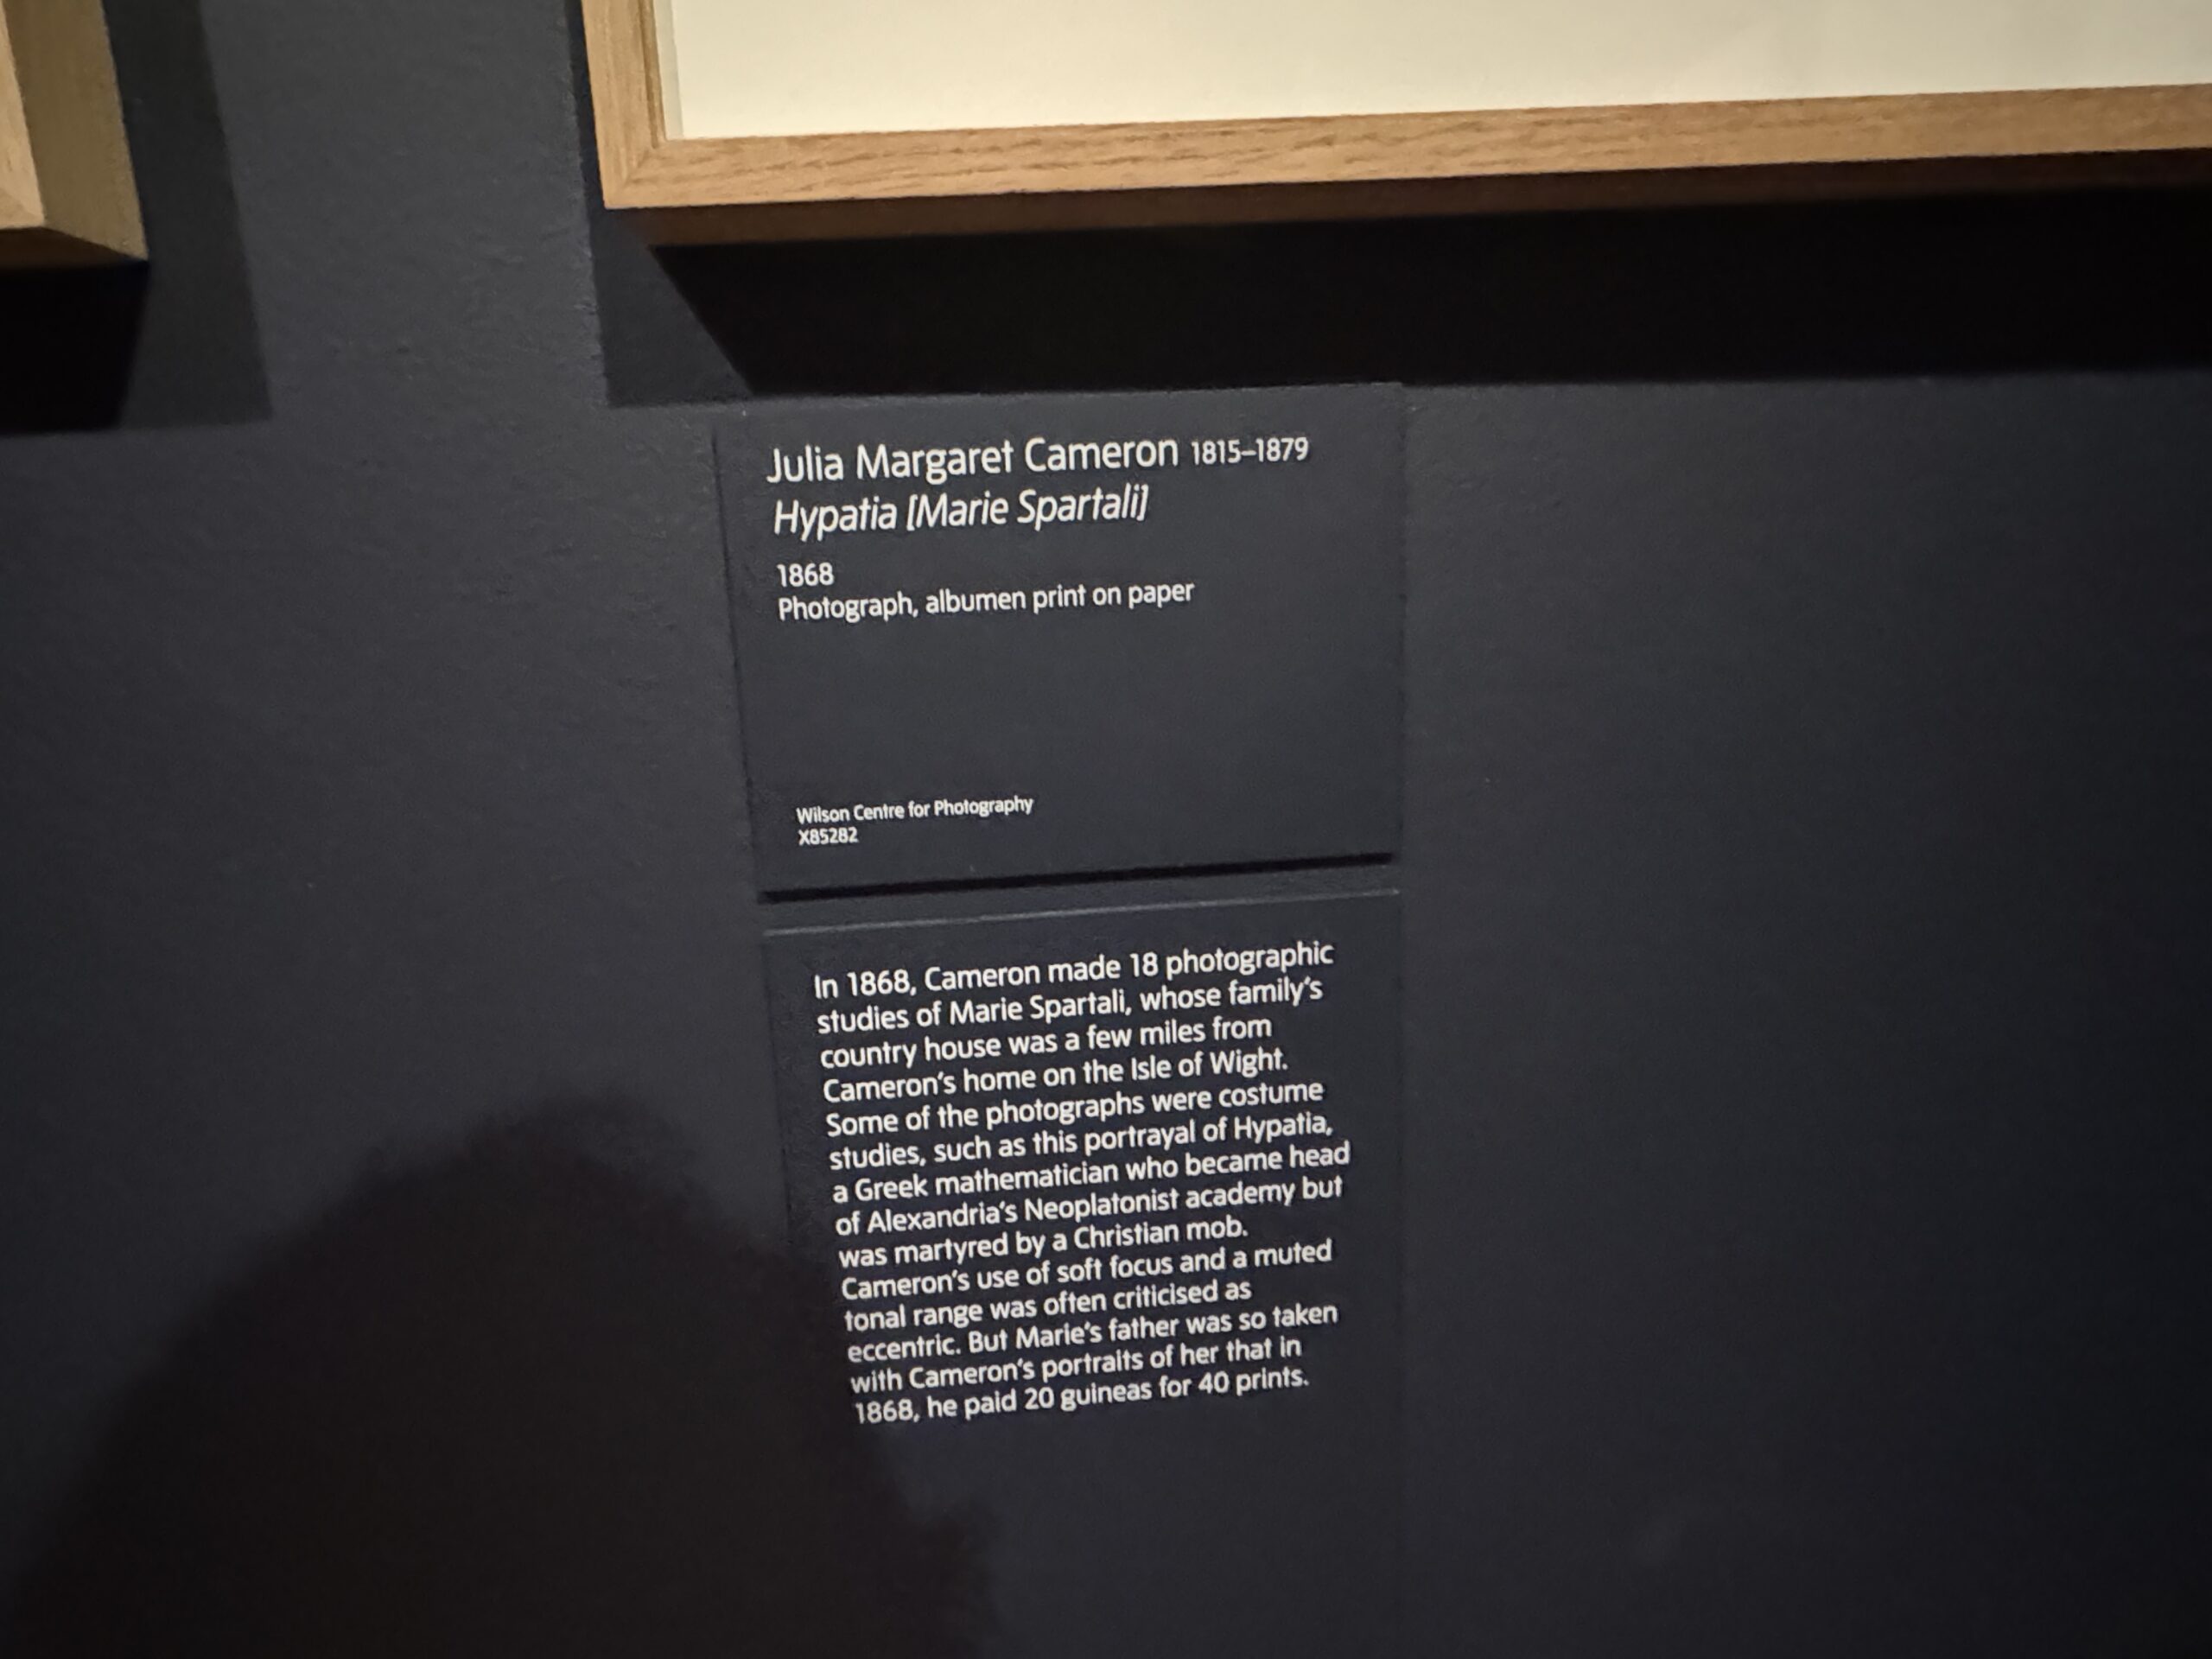 Julia Margaret Cameron 1815–1879
Hypatia [Marie Spartali]
1868
Photograph, albumen print on paper
Wilson Centre for Photography
X85282
In 1868, Cameron made 18 photographic
studies of Marie Spartali, whose family's
country house was a few miles from
Cameron's home on the Isle of Wight.
Some of the photographs were costume
studies, such as this portrayal of Hypatia,
a Greek mathematician who became head
of Alexandria's Neoplatonist academy but
was martyred by a Christian mob.
Cameron's use of soft focus and a muted
tonal range was often criticised as
eccentric. But Marie's father was so taken
with Cameron's portraits of her that in
1868, he paid 20 guineas for 40 prints.